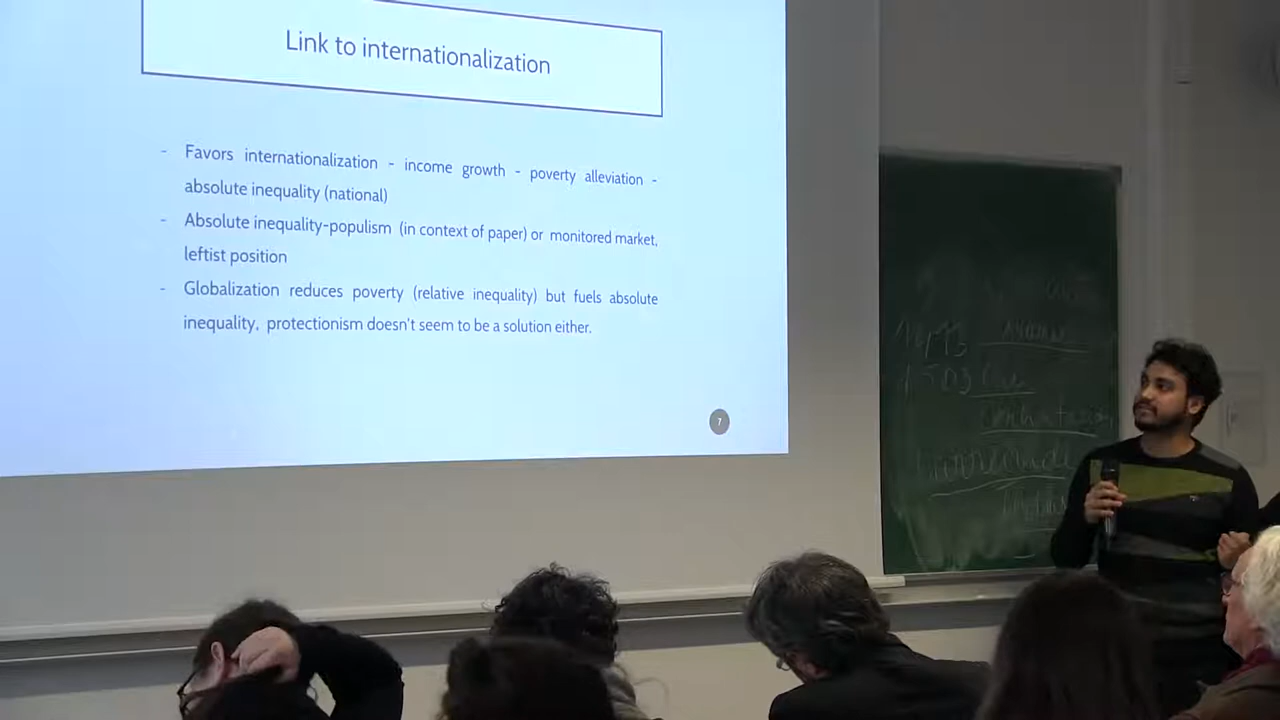 Link to internationalization
- Favors internationalization - income growth - poverty alleviation -
absolute inequality (national)
- Absolute inequality-populism (in context of paper) or monitored market,
leftist position
- Globalization reduces poverty (relative inequality) but fuels absolute
inequality, protectionism doesn't seem to be a solution either.
7